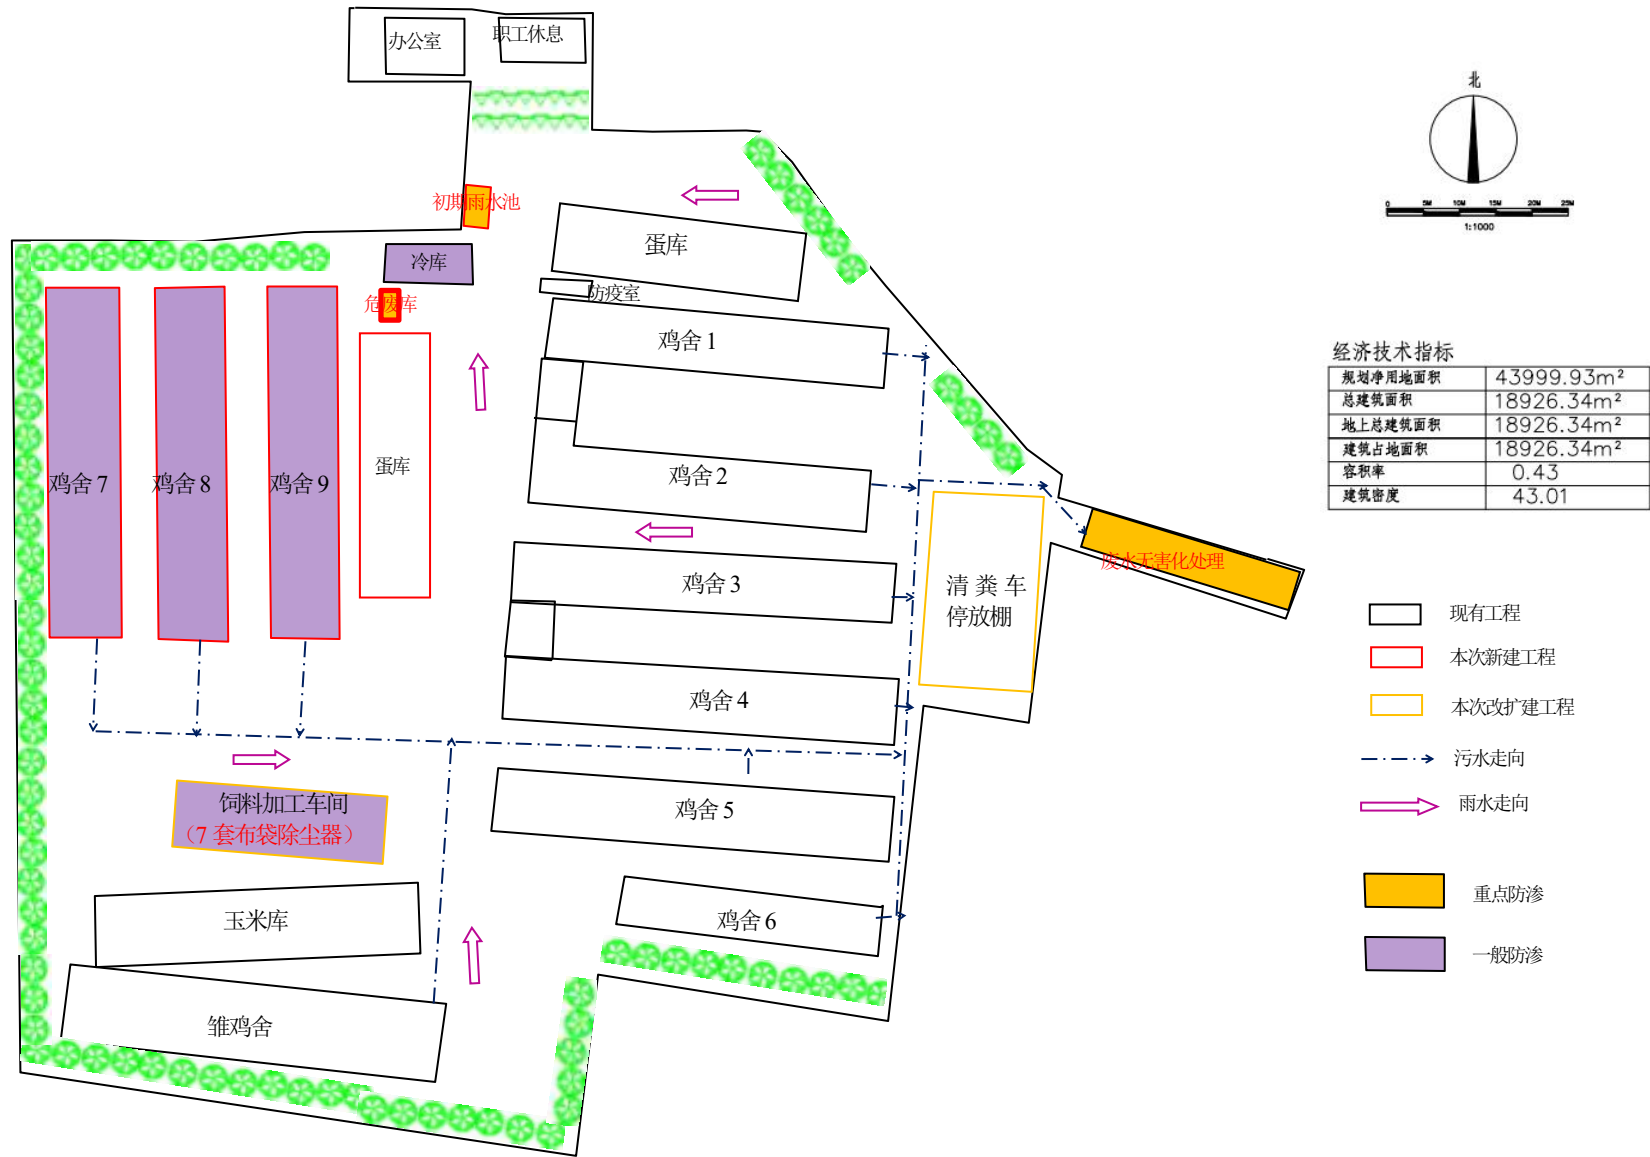 办公室
职工休息
北
0 5M 10M 15M 20M 25M
1:1000
初期雨水池
蛋库
冷库
防疫室
危废库
鸡舍 1
经济技术指标
规划净用地面积 43999.93m²
总建筑面积 18926.34m²
地上总建筑面积 18926.34m²
建筑占地面积 18926.34m²
容积率 0.43
建筑密度 43.01
鸡舍 7
鸡舍 8
鸡舍 9
蛋库
鸡舍 2
废水无害化处理
鸡舍 3
清 粪 车
停放棚
现有工程
本次新建工程
鸡舍 4
本次改扩建工程
污水走向
雨水走向
饲料加工车间
（7 套布袋除尘器）
鸡舍 5
重点防渗
玉米库
鸡舍 6
一般防渗
雏鸡舍